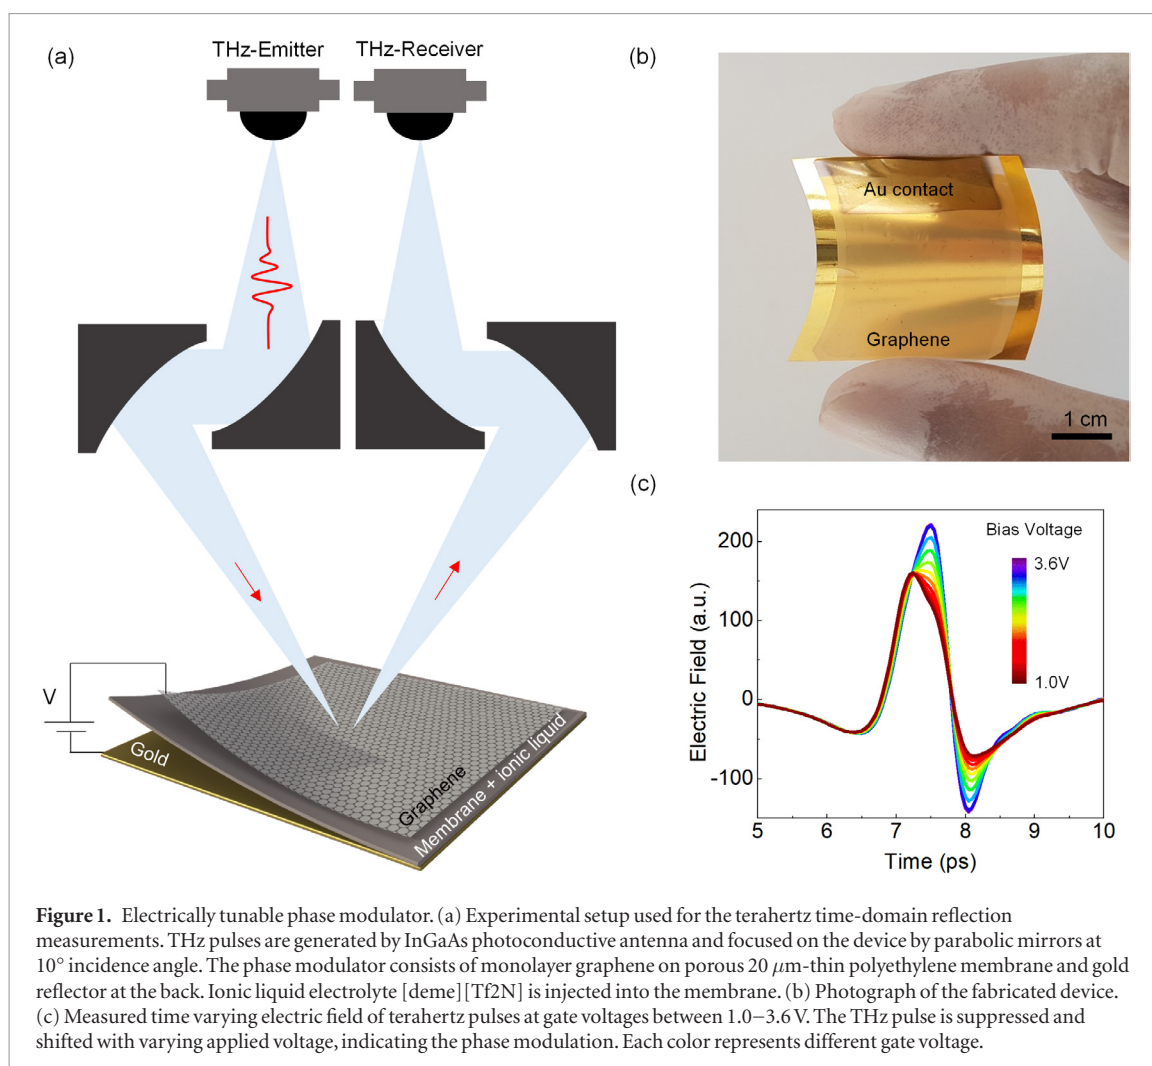 (a)
THz-Emitter
THz-Receiver
V
Gold
Graphene
Membrane + ionic liquid
(b)
Au contact
Graphene
1 cm
(c)
Bias Voltage
3.6V
1.0V
Electric Field (a.u.)
200
100
0
-100
5
6
7
8
9
10
Time (ps)
Figure 1. Electrically tunable phase modulator. (a) Experimental setup used for the terahertz time-domain reflection
measurements. THz pulses are generated by InGaAs photoconductive antenna and focused on the device by parabolic mirrors at
10° incidence angle. The phase modulator consists of monolayer graphene on porous 20 μm-thin polyethylene membrane and gold
reflector at the back. Ionic liquid electrolyte [deme][Tf2N] is injected into the membrane. (b) Photograph of the fabricated device.
(c) Measured time varying electric field of terahertz pulses at gate voltages between 1.0–3.6 V. The THz pulse is suppressed and
shifted with varying applied voltage, indicating the phase modulation. Each color represents different gate voltage.